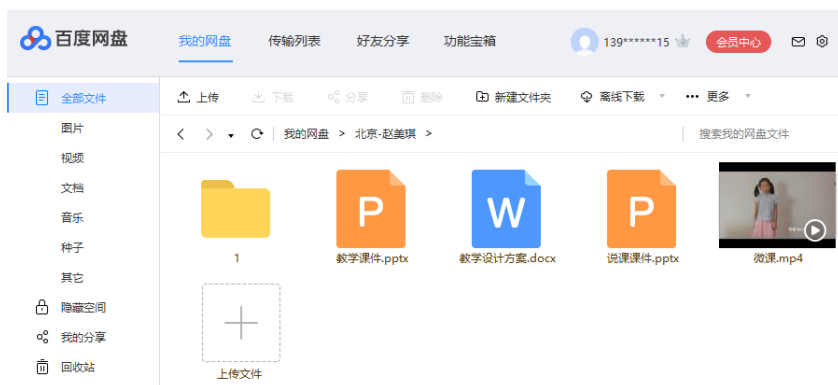 百度网盘 我的网盘 传输列表 好友分享 功能宝箱 139******15 会员中心
全部文件 上传 下载 分享 删除 新建文件夹 离线下载 更多
图片 我的网盘 > 北京-赵美琪 > 搜索我的网盘文件
视频
文档
音乐
种子
其它
隐藏空间
我的分享
回收站
P W P
1 教学课件.pptx 教学设计方案.docx 说课课件.pptx 微课.mp4
上传文件